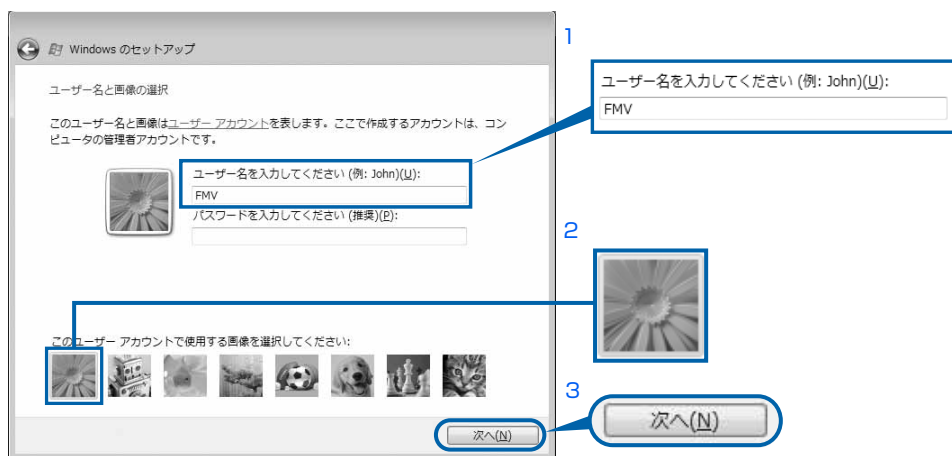 Windows のセットアップ
ユーザー名と画像の選択
このユーザー名と画像はユーザー アカウントを表します。ここで作成するアカウントは、コン
ピュータの管理者アカウントです。
ユーザー名を入力してください (例: John)(U):
FMV
パスワードを入力してください (推奨)(P):
このユーザー アカウントで使用する画像を選択してください:
次へ(N)
1
ユーザー名を入力してください (例: John)(U):
FMV
2
3
次へ(N)